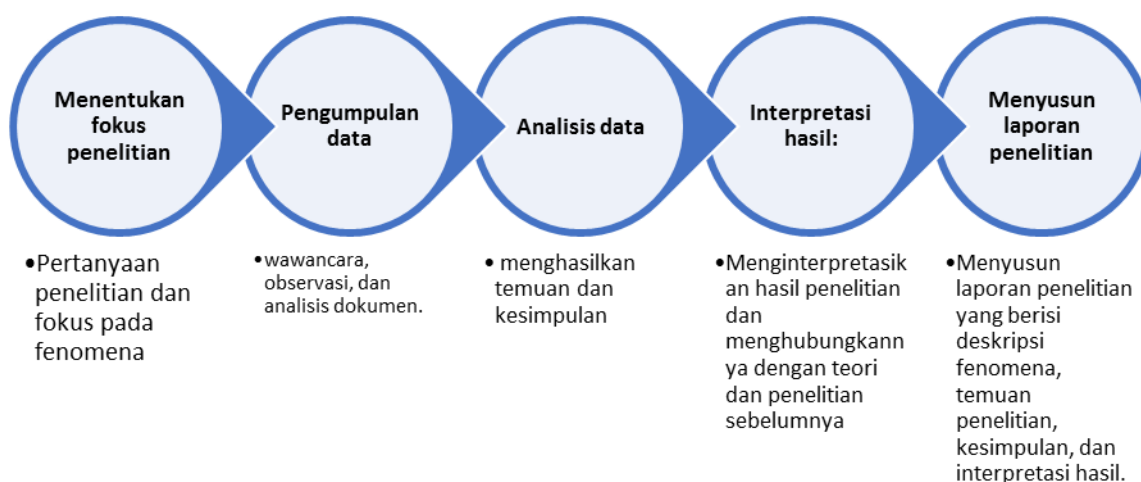 Menentukan
fokus
penelitian
Pengumpulan
data
Analisis data
Interpretasi
hasil:
Menyusun
laporan
penelitian
•Pertanyaan
penelitian dan
fokus pada
fenomena
•wawancara,
observasi, dan
analisis dokumen.
• menghasilkan
temuan dan
kesimpulan
•Menginterpretasik
an hasil penelitian
dan
menghubungkann
ya dengan teori
dan penelitian
sebelumnya
•Menyusun
laporan penelitian
yang berisi
deskripsi
fenomena,
temuan
penelitian,
kesimpulan, dan
interpretasi hasil.